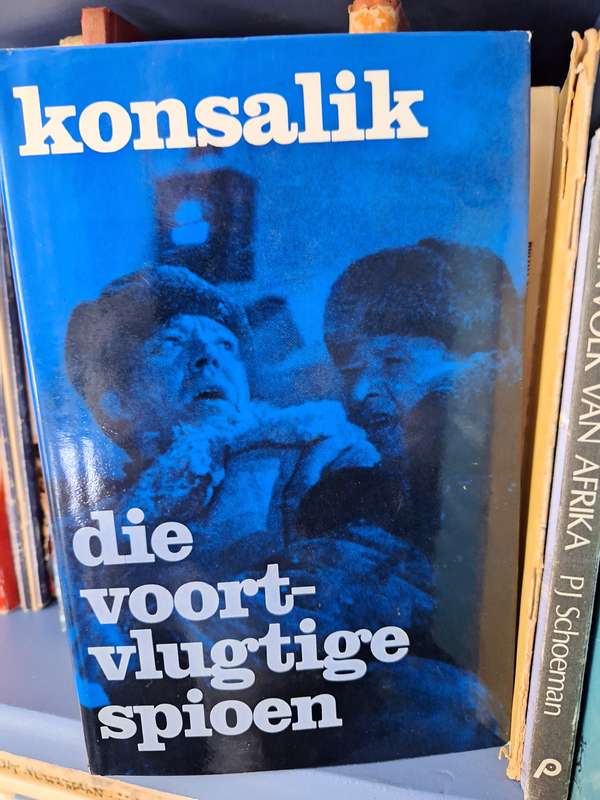 konsalik
die
voort-
vlugtige
spioen
VOLK VAN AFRIKA PJ Schoeman